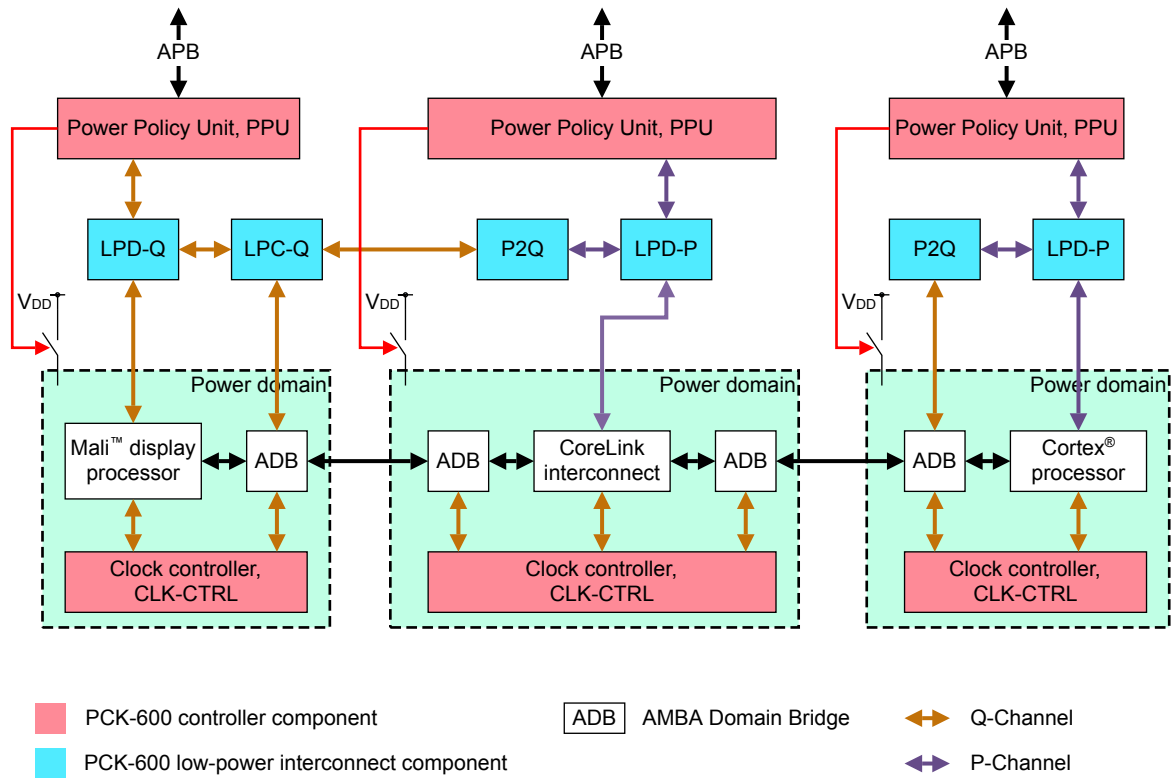 APB APB APB
Power Policy Unit, PPU Power Policy Unit, PPU Power Policy Unit, PPU
LPD-Q LPC-Q P2Q LPD-P P2Q LPD-P
VDD VDD VDD
Power domain Power domain Power domain
Mali™ display
processor
ADB
ADB
CoreLink
interconnect
ADB
ADB
Cortex®
processor
Clock controller,
CLK-CTRL
Clock controller,
CLK-CTRL
Clock controller,
CLK-CTRL
PCK-600 controller component
ADB AMBA Domain Bridge
Q-Channel
PCK-600 low-power interconnect component
P-Channel